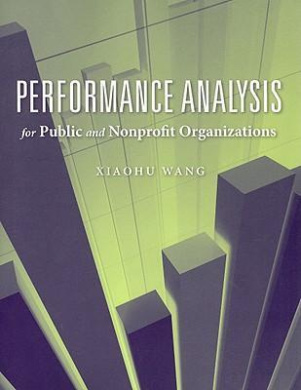 PERFORMANCE ANALYSIS
for Public and Nonprofit Organizations
XIAOHU WANG